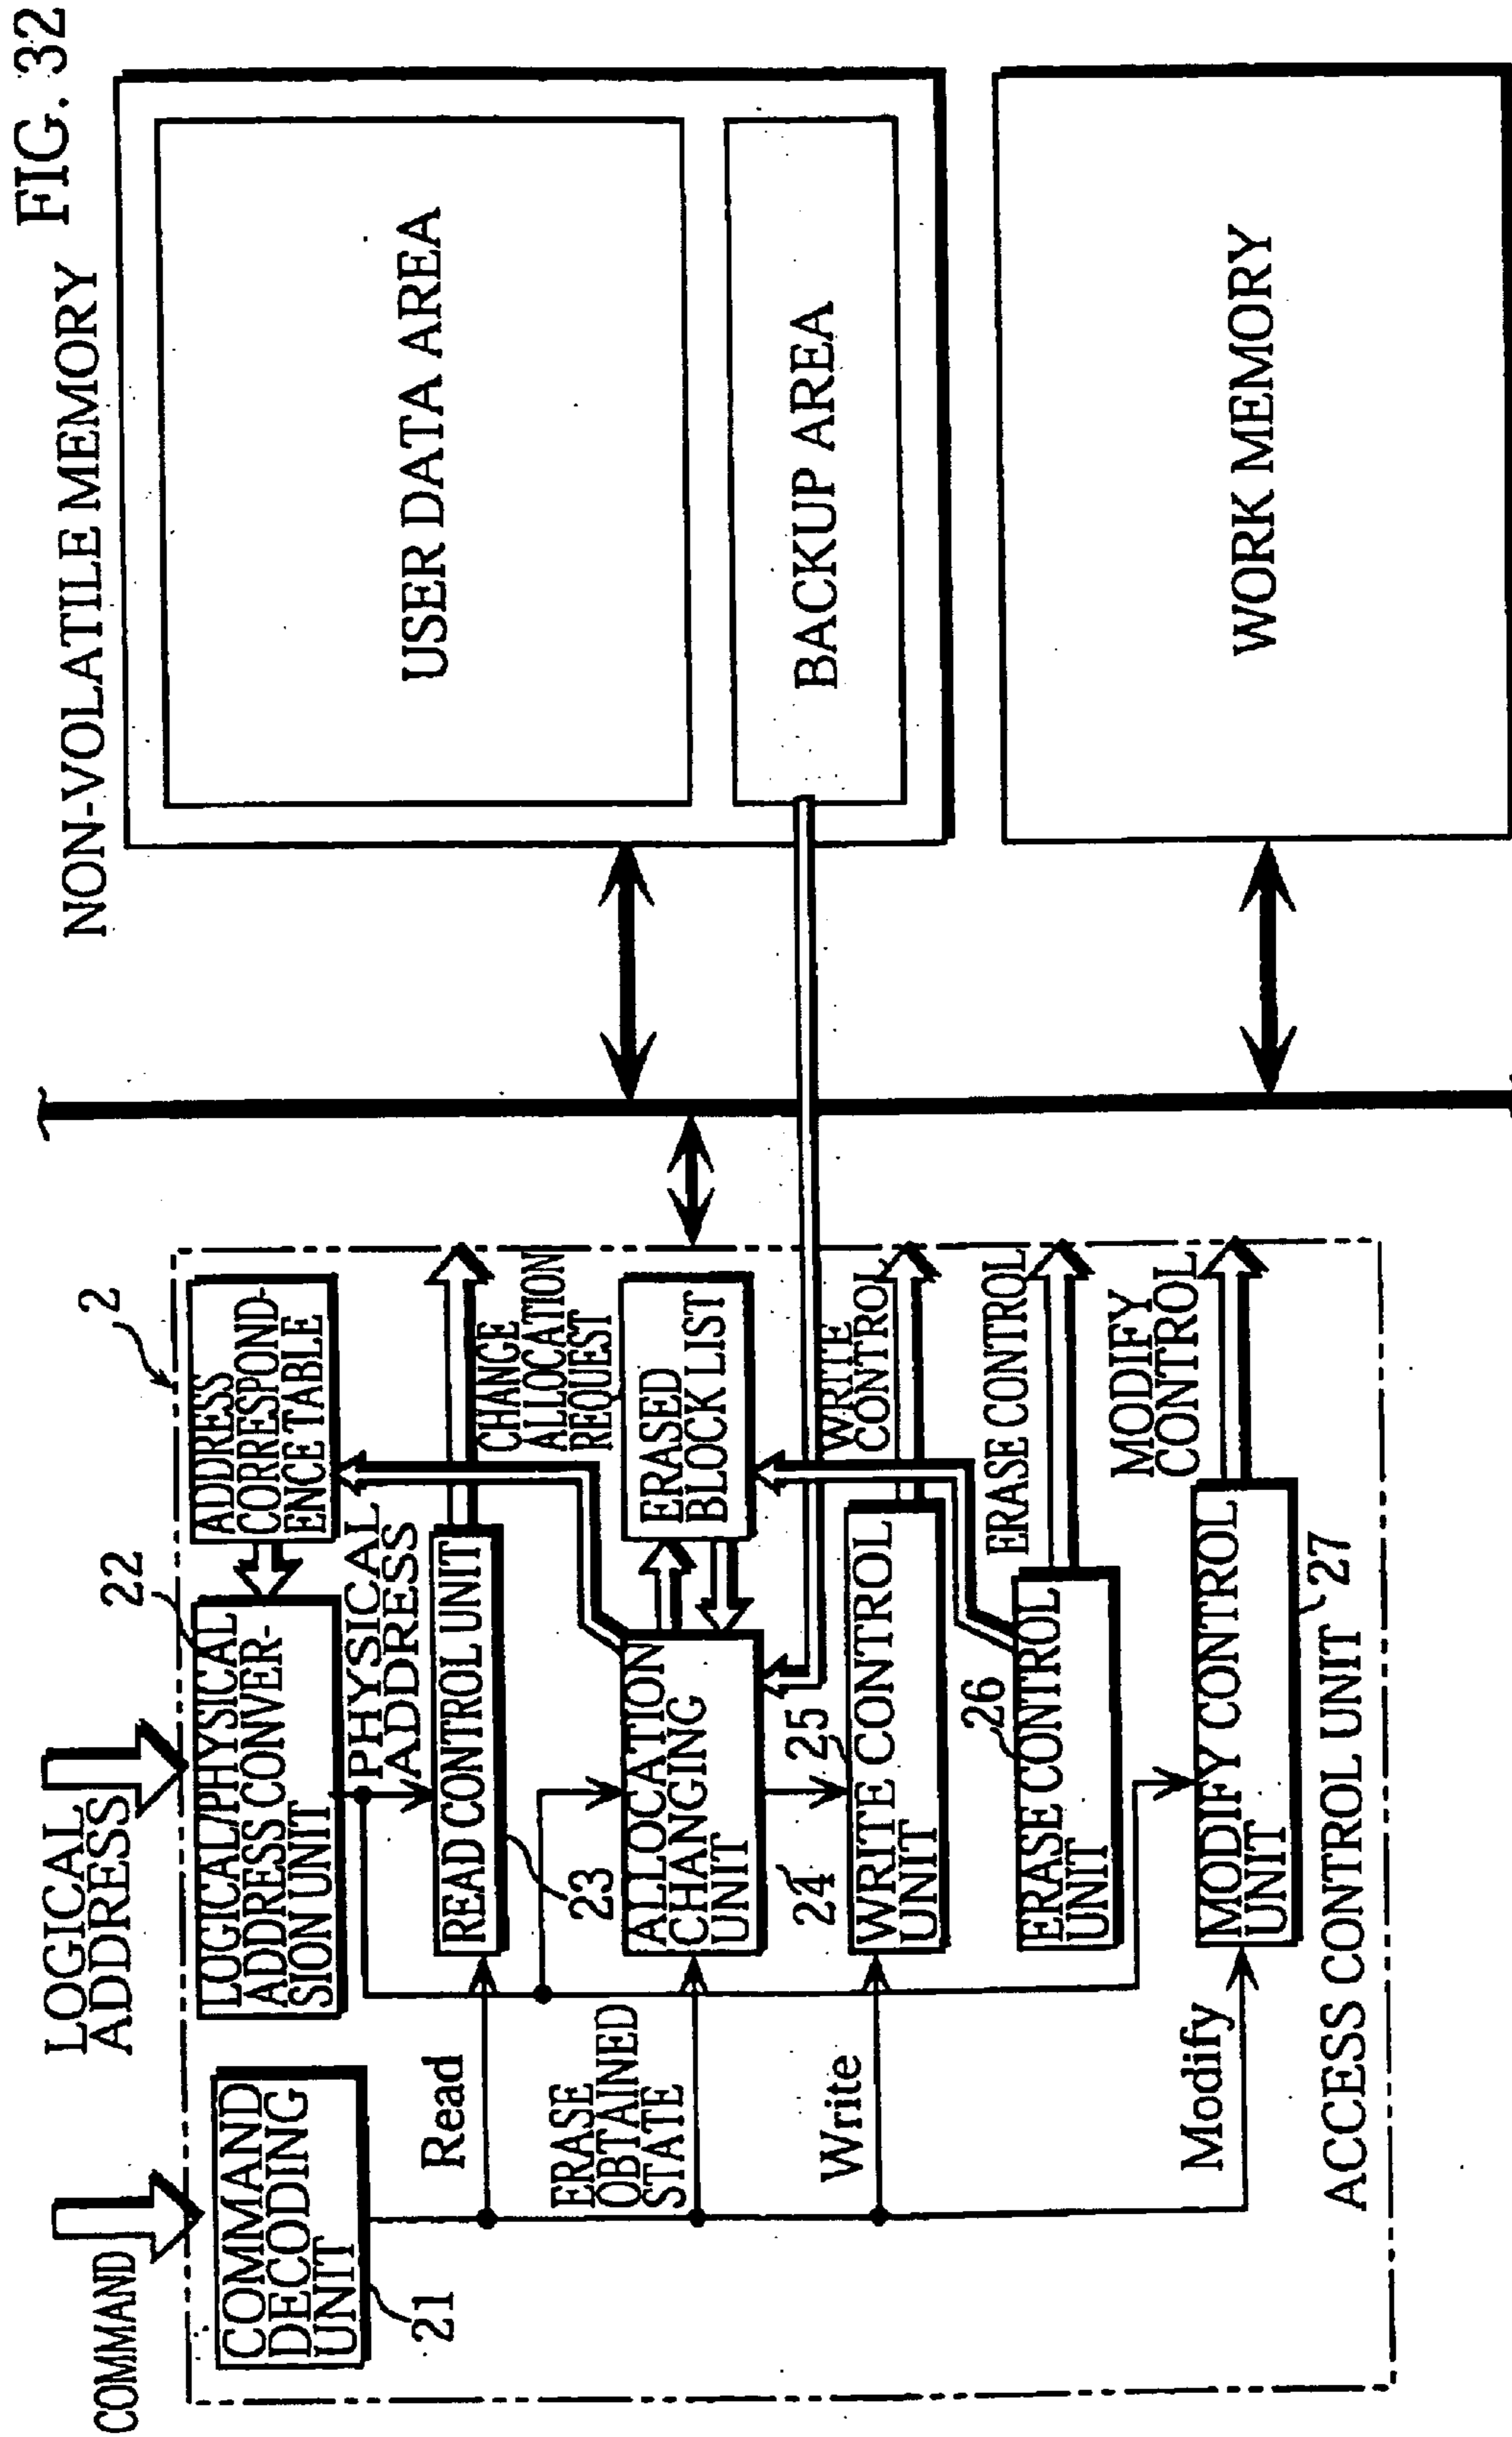 FIG. 32
NON-VOLATILE MEMORY
USER DATA AREA
BACKUP AREA
WORK MEMORY
COMMAND
LOGICAL
ADDRESS
2
COMMAND
DECODING
UNIT
21
LOGICAL/PHYSICAL
ADDRESS CONVER-
SION UNIT
22
ADDRESS
CORRESPOND-
ENCE TABLE
PHYSICAL
ADDRESS
Read
READ CONTROL UNIT
23
CHANGE
ALLOCATION
REQUEST
ERASE
OBTAINED
STATE
ALLOCATION
CHANGING
UNIT
24
ERASED
BLOCK LIST
Write
WRITE CONTROL
UNIT
25
WRITE
CONTROL
ERASE CONTROL
UNIT
26
ERASE CONTROL
Modify
MODIFY CONTROL
UNIT
27
MODIFY
CONTROL
ACCESS CONTROL UNIT